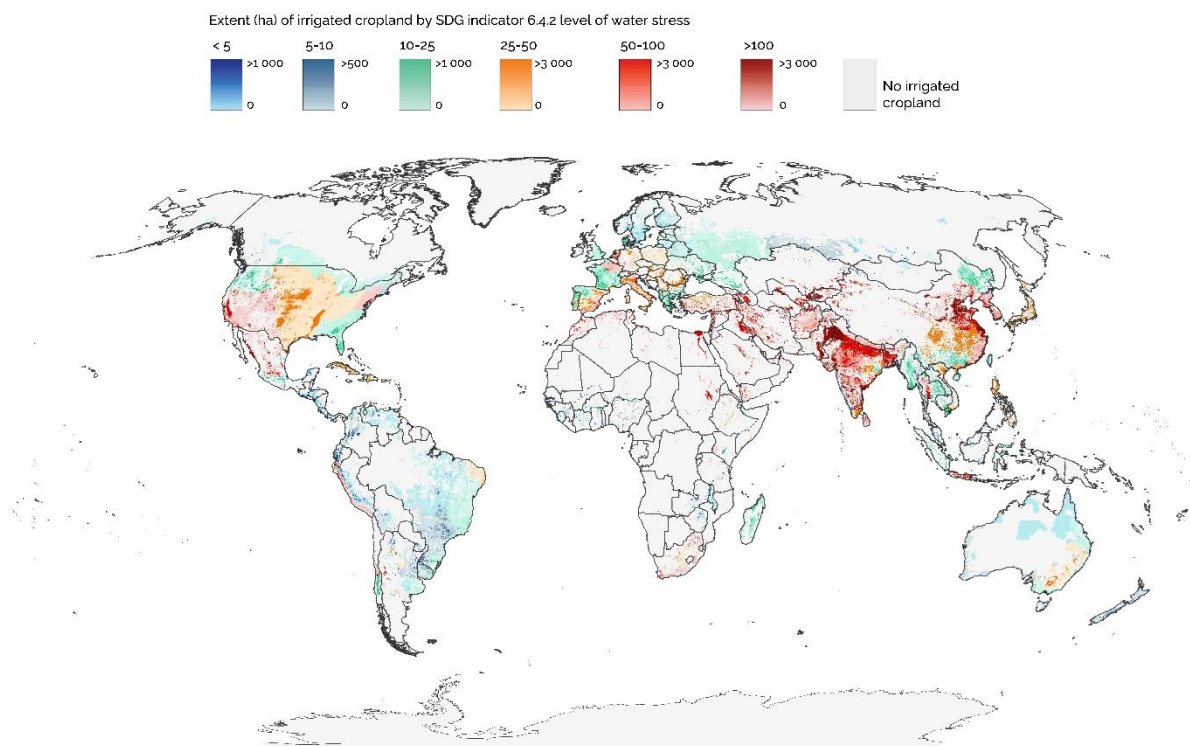 Extent (ha) of irrigated cropland by SDG indicator 6.4.2 level of water stress
< 5 5-10 10-25 25-50 50-100 >100
>1 000 >500 >1 000 >3 000 >3 000 >3 000
0 0 0 0 0 0
No irrigated
cropland